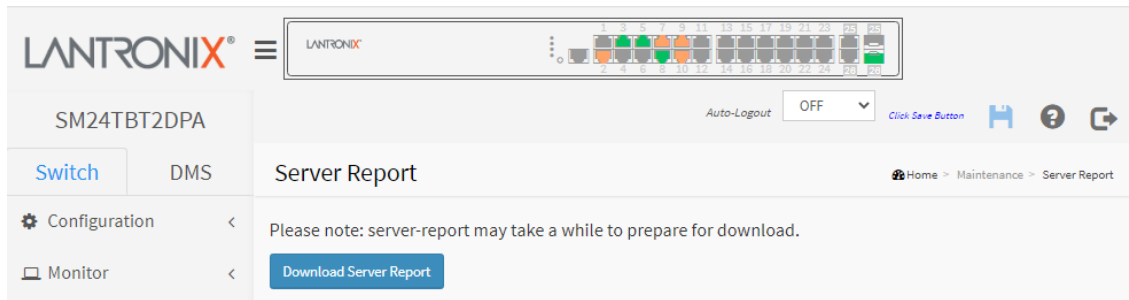 LANTRONIX®
LANTRONIX
1 3 5 7 9 11 13 15 17 19 21 23 25 25
2 4 6 8 10 12 14 16 18 20 22 24 26 26
SM24TBT2DPA
Auto-Logout OFF Click Save Button
Switch DMS
Server Report
Home > Maintenance > Server Report
Configuration <
Please note: server-report may take a while to prepare for download.
Monitor <
Download Server Report